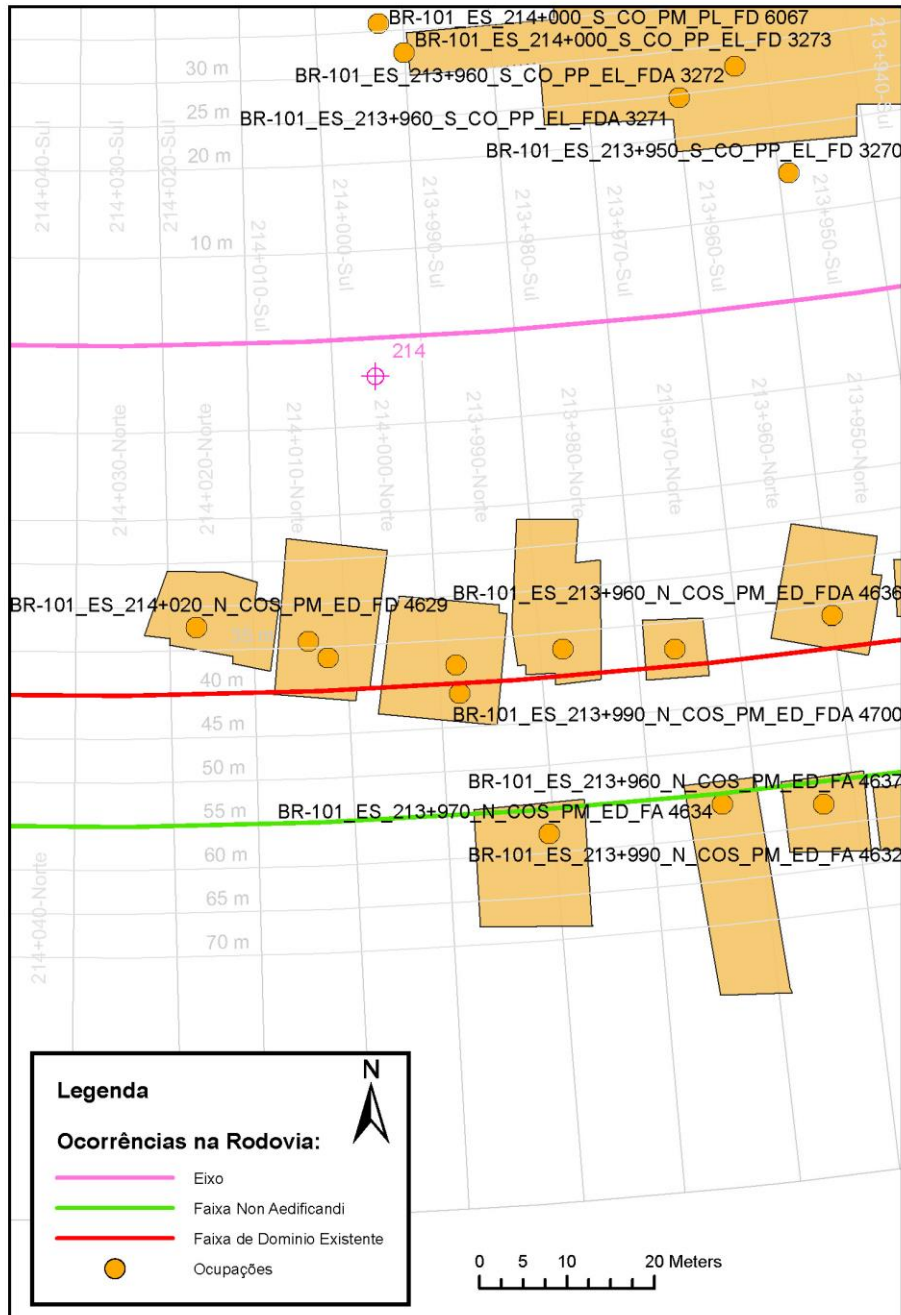 BR-101_ES_214+000_S_CO_PM_PL_FD 6067
BR-101_ES_214+000_S_CO_PP_EL_FD 3273
30 m
BR-101_ES_213+960_S_CO_PP_EL_FDA 3272
25 m
BR-101_ES_213+960_S_CO_PP_EL_FDA 3271
20 m
BR-101_ES_213+950_S_CO_PP_EL_FD 3270
214+040-Sul
214+030-Sul
214+020-Sul
214+010-Sul
214+000-Sul
213+990-Sul
213+980-Sul
213+970-Sul
213+960-Sul
213+950-Sul
213+940-Sul
10 m
214
214+030-Norte
214+020-Norte
214+010-Norte
214+000-Norte
213+990-Norte
213+980-Norte
213+970-Norte
213+960-Norte
213+950-Norte
BR-101_ES_213+960_N_COS_PM_ED_FDA 4636
BR-101_ES_214+020_N_COS_PM_ED_FD 4629
35 m
40 m
BR-101_ES_213+990_N_COS_PM_ED_FDA 4700
45 m
50 m
BR-101_ES_213+960_N_COS_PM_ED_FA 4637
55 m
BR-101_ES_213+970_N_COS_PM_ED_FA 4634
60 m
BR-101_ES_213+990_N_COS_PM_ED_FA 4632
65 m
70 m
214+040-Norte
N
Legenda
Ocorrências na Rodovia:
Eixo
Faixa Non Aedificandi
Faixa de Dominio Existente
Ocupações
0 5 10 20 Meters